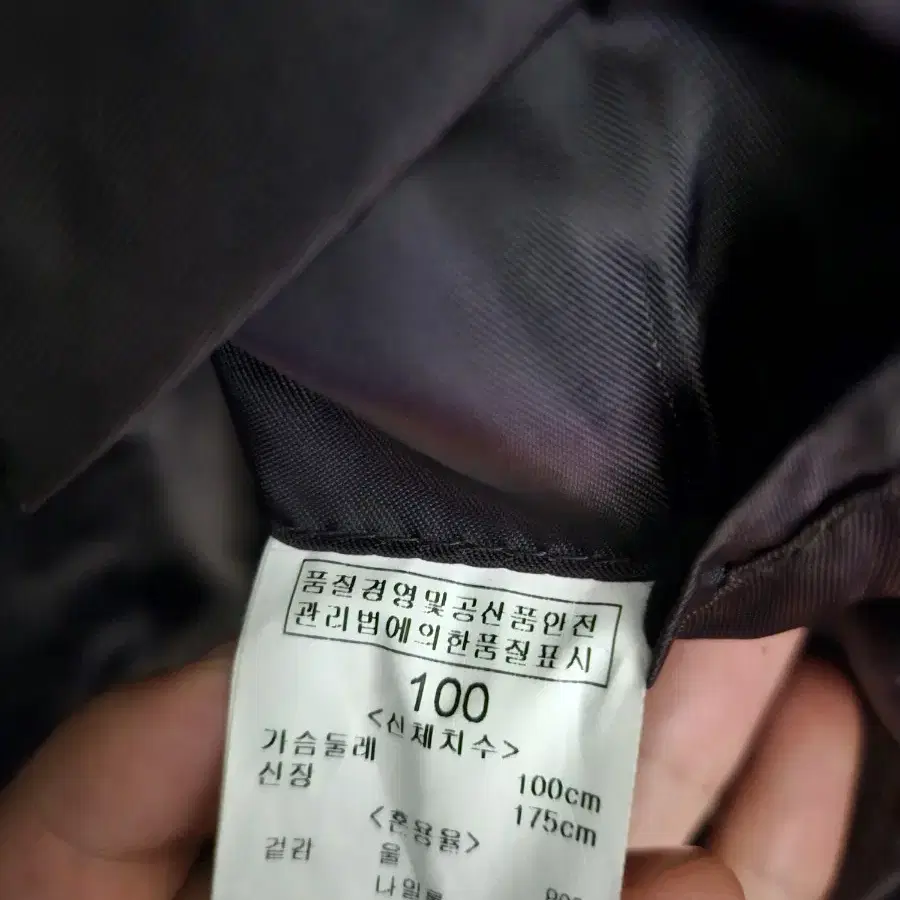 품질경영및공산품안전
관리법에의한품질표시
100
<신체치수>
가슴둘레 100cm
신장 175cm
<혼용율>
겉감 울
나일론